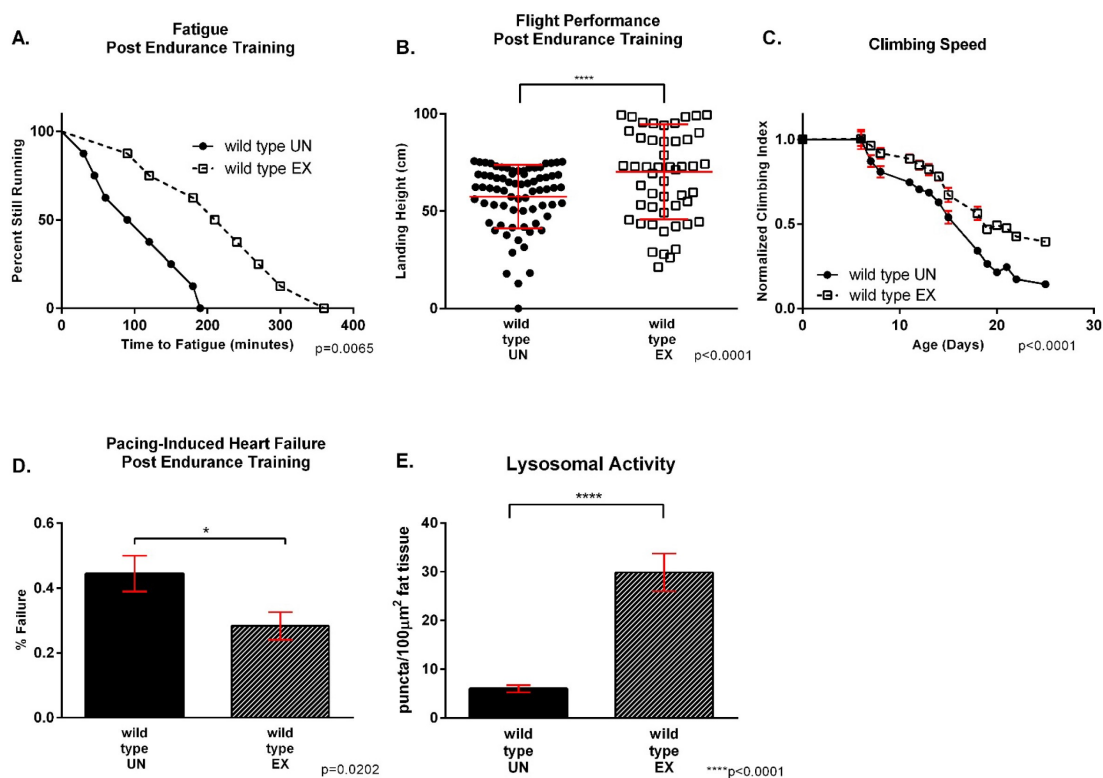 A.
Fatigue
Post Endurance Training
Percent Still Running
100
50
0
wild type UN
wild type EX
0 100 200 300 400
Time to Fatigue (minutes)
p=0.0065
B.
Flight Performance
Post Endurance Training
****
Landing Height (cm)
100
50
0
wild
type
UN
wild
type
EX
p<0.0001
C.
Climbing Speed
Normalized Climbing Index
1.0
0.5
0.0
wild type UN
wild type EX
0 10 20 30
Age (Days)
p<0.0001
D.
Pacing-Induced Heart Failure
Post Endurance Training
*
% Failure
0.6
0.4
0.2
0.0
wild
type
UN
wild
type
EX
p=0.0202
E.
Lysosomal Activity
****
puncta/100µm² fat tissue
40
30
20
10
0
wild
type
UN
wild
type
EX
****p<0.0001